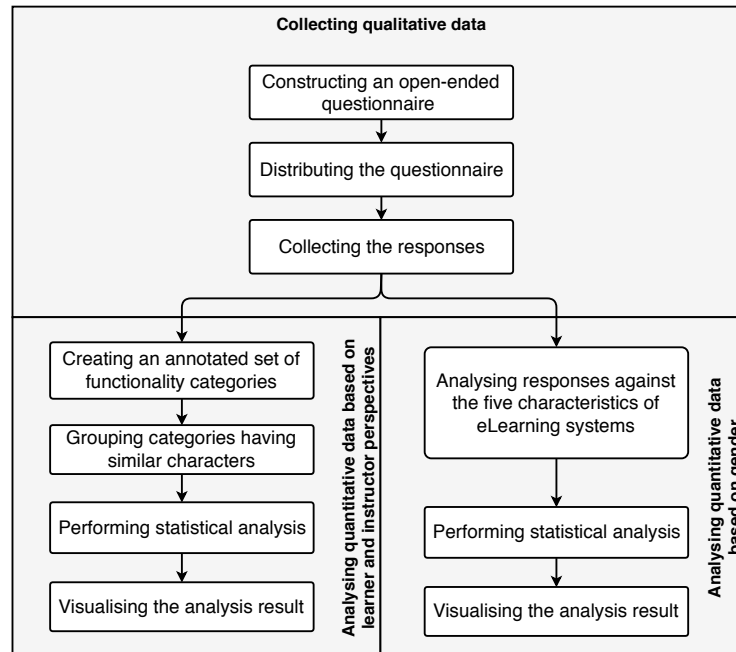 Collecting qualitative data
Constructing an open-ended
questionnaire
Distributing the questionnaire
Collecting the responses
Creating an annotated set of
functionality categories
Grouping categories having
similar characters
Performing statistical analysis
Visualising the analysis result
Analysing quantitative data based on
learner and instructor perspectives
Analysing responses against
the five characteristics of
eLearning systems
Performing statistical analysis
Visualising the analysis result
Analysing quantitative data
based on gender